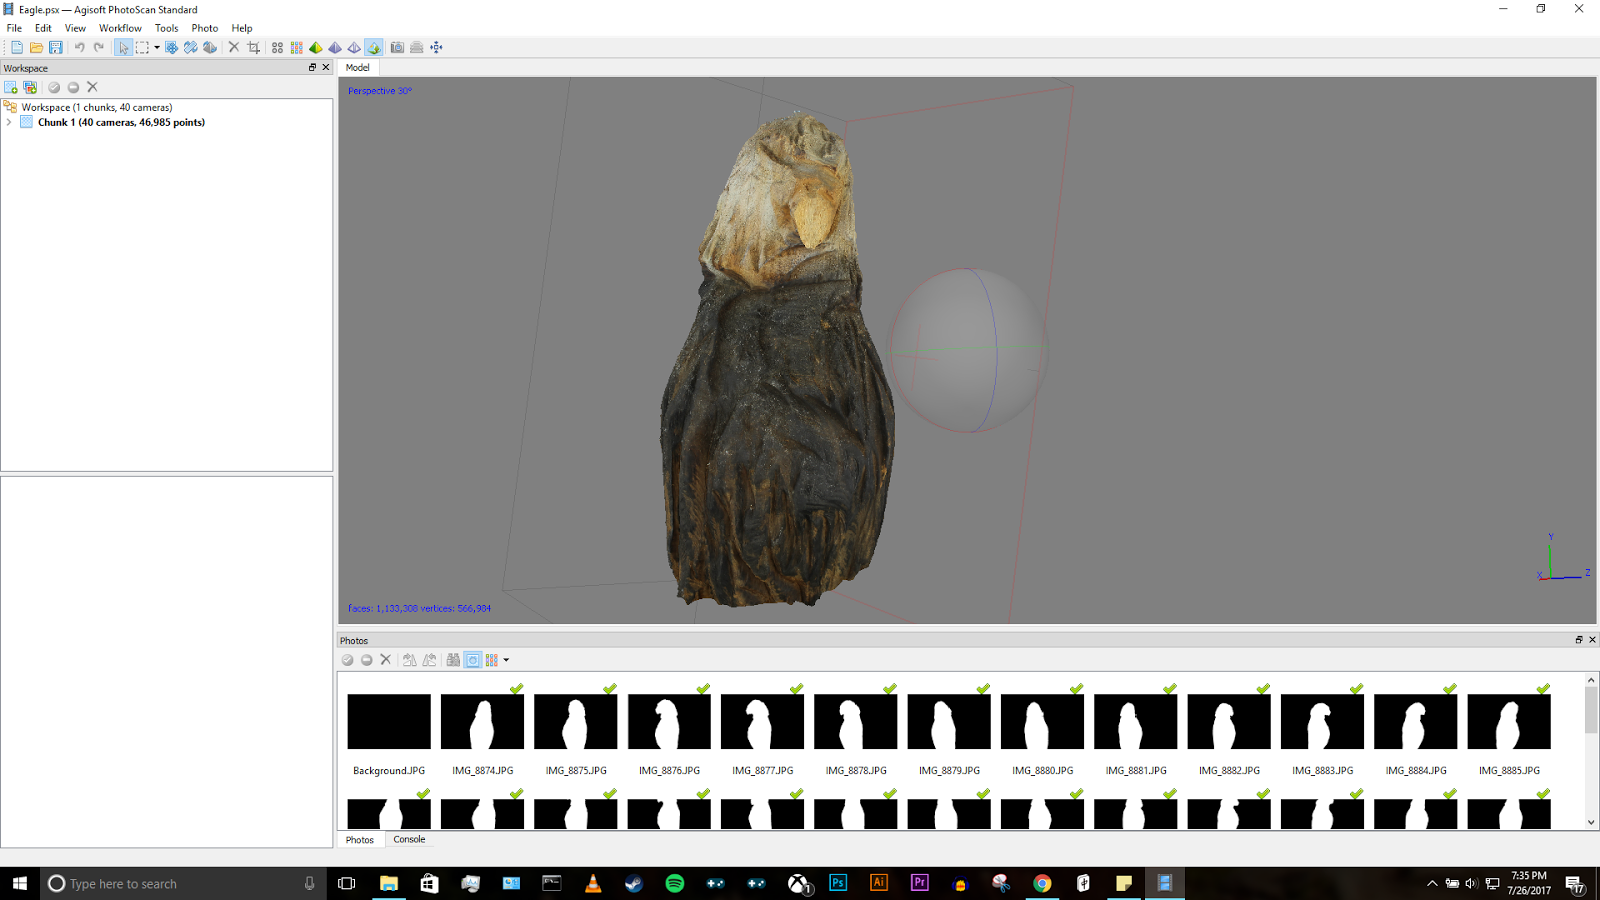 Eagle.psx — Agisoft PhotoScan Standard
File Edit View Workflow Tools Photo Help
Workspace
Model
Workspace (1 chunks, 40 cameras)
Chunk 1 (40 cameras, 46,985 points)
Perspective 30°
Y
X
Z
faces: 1,133,308 vertices: 566,984
Photos
Background.JPG IMG_8874.JPG IMG_8875.JPG IMG_8876.JPG IMG_8877.JPG IMG_8878.JPG IMG_8879.JPG IMG_8880.JPG IMG_8881.JPG IMG_8882.JPG IMG_8883.JPG IMG_8884.JPG IMG_8885.JPG
Photos Console
Type here to search
1
Ps
Ai
Pr
7:35 PM
7/26/2017
17